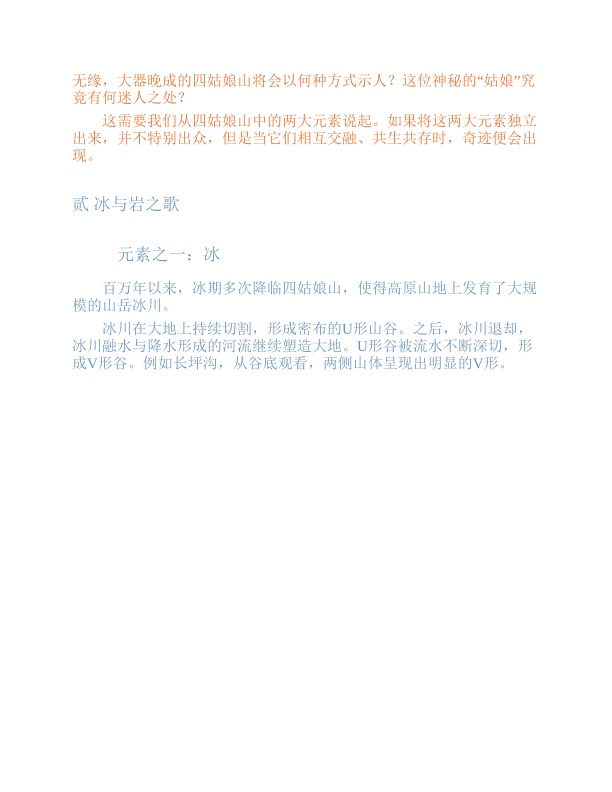 无缘，大器晚成的四姑娘山将会以何种方式示人？这位神秘的“姑娘”究
竟有何迷人之处？
这需要我们从四姑娘山中的两大元素说起。如果将这两大元素独立
出来，并不特别出众，但是当它们相互交融、共生共存时，奇迹便会出
现。
贰 冰与岩之歌
元素之一：冰
百万年以来，冰期多次降临四姑娘山，使得高原山地上发育了大规
模的山岳冰川。
冰川在大地上持续切割，形成密布的U形山谷。之后，冰川退却，
冰川融水与降水形成的河流继续塑造大地。U形谷被流水不断深切，形
成V形谷。例如长坪沟，从谷底观看，两侧山体呈现出明显的V形。